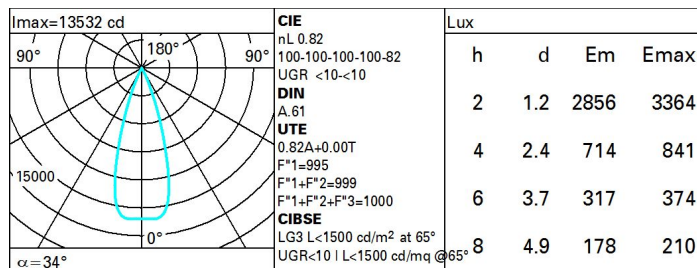 Imax=13532 cd
90°
180°
90°
15000
0°
α=34°
CIE
nL 0.82
100-100-100-100-82
UGR <10-<10
DIN
A.61
UTE
0.82A+0.00T
F"1=995
F"1+F"2=999
F"1+F"2+F"3=1000
CIBSE
LG3 L<1500 cd/m² at 65°
UGR<10 | L<1500 cd/mq @65°
Lux
h d Em Emax
2 1.2 2856 3364
4 2.4 714 841
6 3.7 317 374
8 4.9 178 210